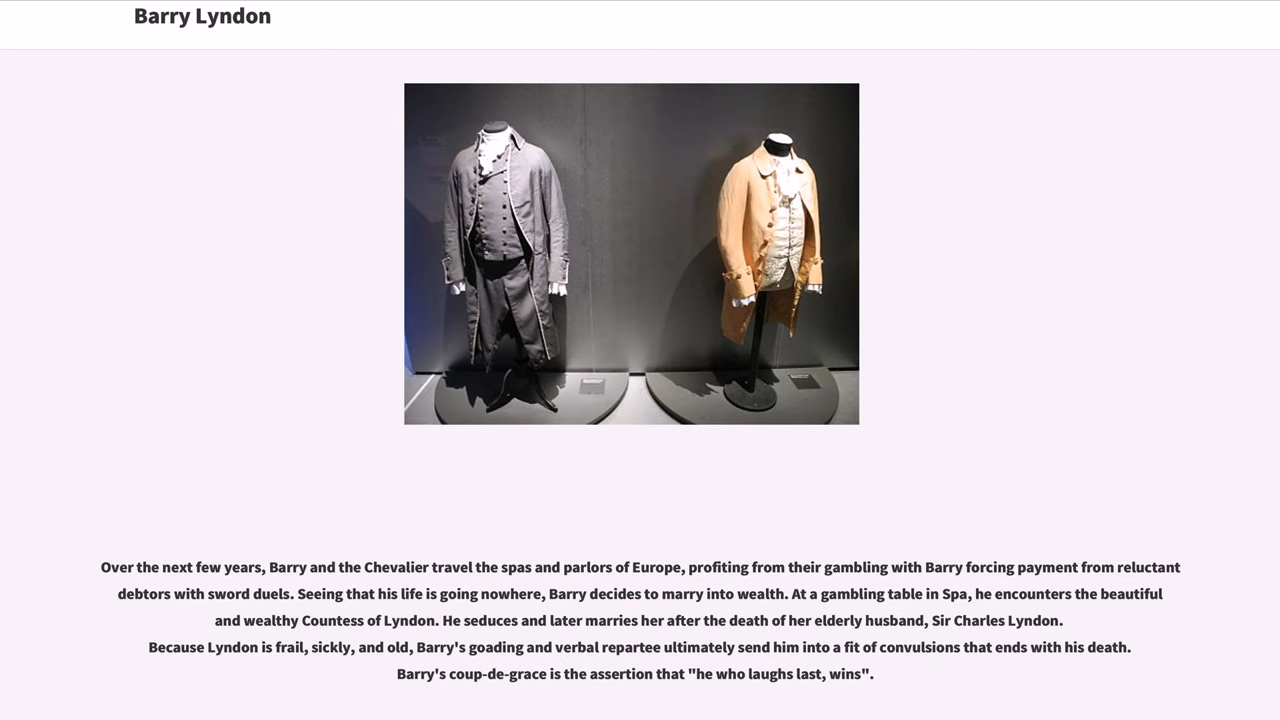 Barry Lyndon
Over the next few years, Barry and the Chevalier travel the spas and parlors of Europe, profiting from their gambling with Barry forcing payment from reluctant
debtors with sword duels. Seeing that his life is going nowhere, Barry decides to marry into wealth. At a gambling table in Spa, he encounters the beautiful
and wealthy Countess of Lyndon. He seduces and later marries her after the death of her elderly husband, Sir Charles Lyndon.
Because Lyndon is frail, sickly, and old, Barry's goading and verbal repartee ultimately send him into a fit of convulsions that ends with his death.
Barry's coup-de-grace is the assertion that "he who laughs last, wins".